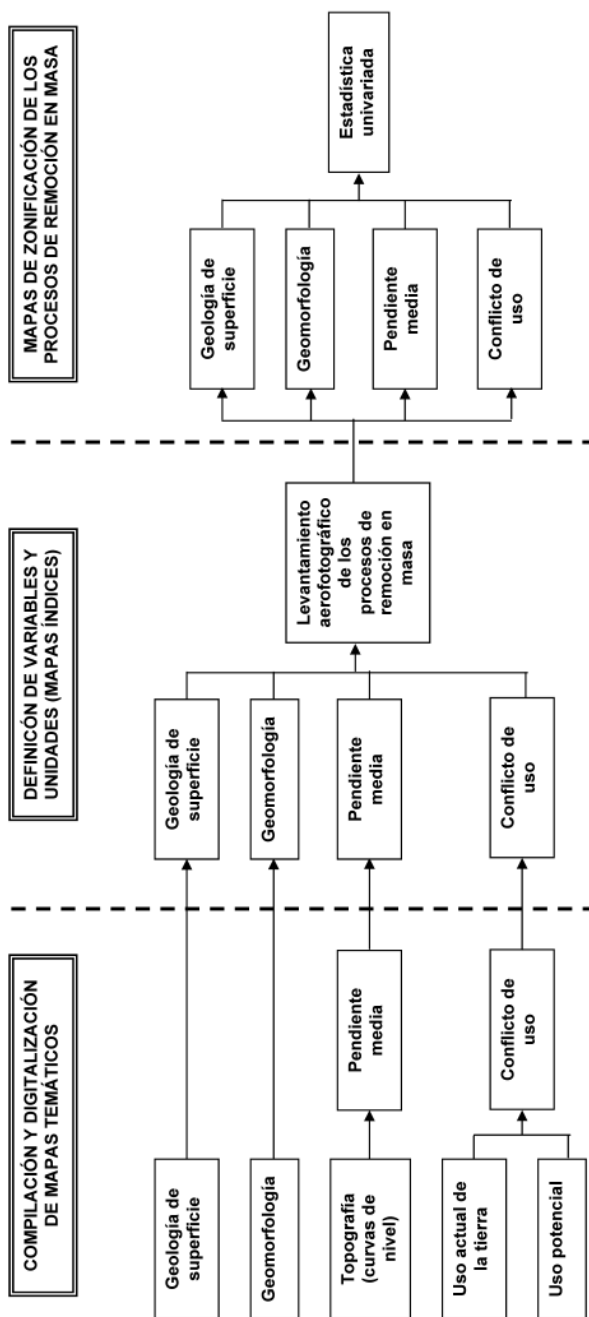 COMPILACIÓN Y DIGITALIZACIÓN
DE MAPAS TEMÁTICOS
Geología de
superficie
Geomorfología
Topografía
(curvas de
nivel)
Pendiente
media
Uso actual de
la tierra
Uso potencial
Conflicto de
uso
DEFINICÓN DE VARIABLES Y
UNIDADES (MAPAS ÍNDICES)
Geología de
superficie
Geomorfología
Pendiente
media
Conflicto de
uso
Levantamiento
aerofotográfico
de los
procesos de
remoción en
masa
MAPAS DE ZONIFICACIÓN DE LOS
PROCESOS DE REMOCIÓN EN MASA
Geología de
superficie
Geomorfología
Pendiente
media
Conflicto de
uso
Estadística
univariada